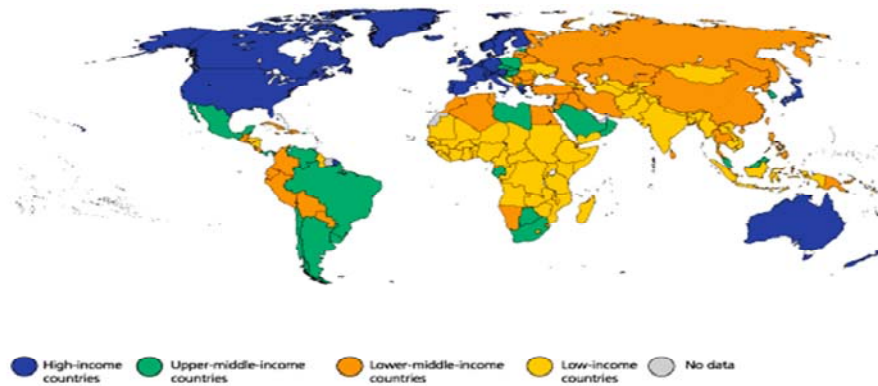 High-income
countries
Upper-middle-income
countries
Lower-middle-income
countries
Low-income
countries
No data